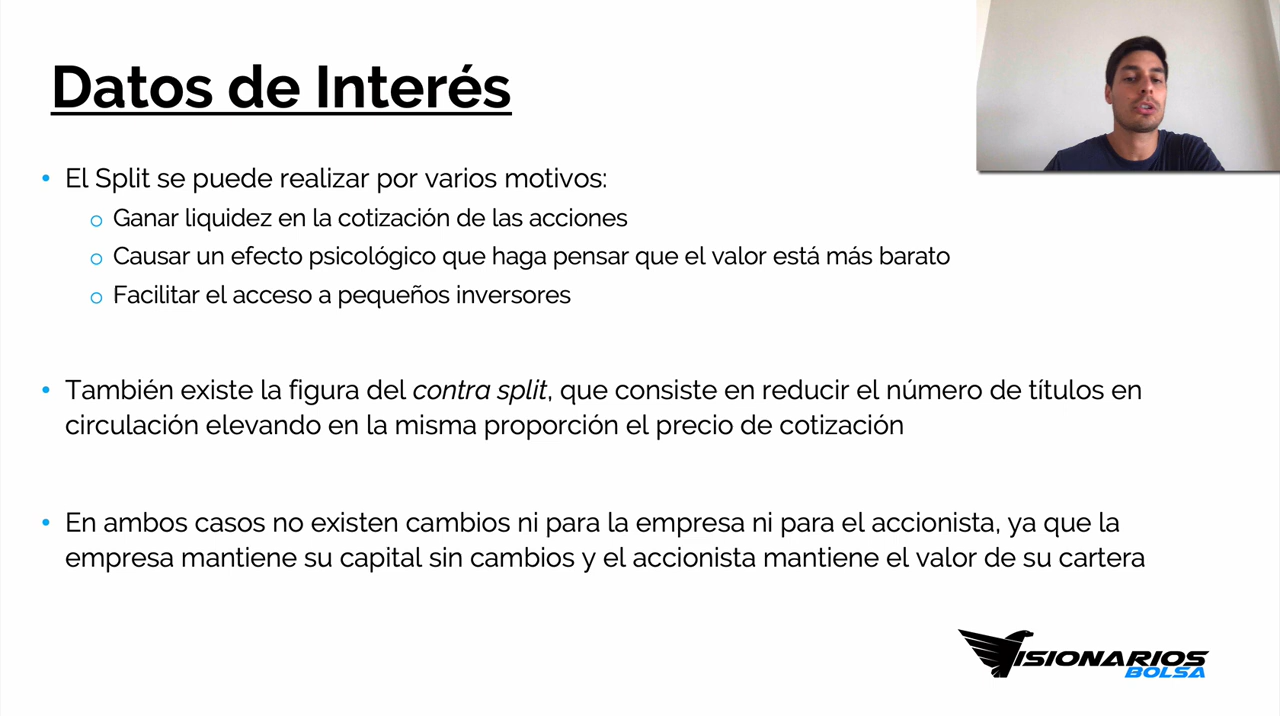 Datos de Interés
El Split se puede realizar por varios motivos:
Ganar liquidez en la cotización de las acciones
Causar un efecto psicológico que haga pensar que el valor está más barato
Facilitar el acceso a pequeños inversores
También existe la figura del contra split, que consiste en reducir el número de títulos en
circulación elevando en la misma proporción el precio de cotización
En ambos casos no existen cambios ni para la empresa ni para el accionista, ya que la
empresa mantiene su capital sin cambios y el accionista mantiene el valor de su cartera
VISIONARIOS
BOLSA